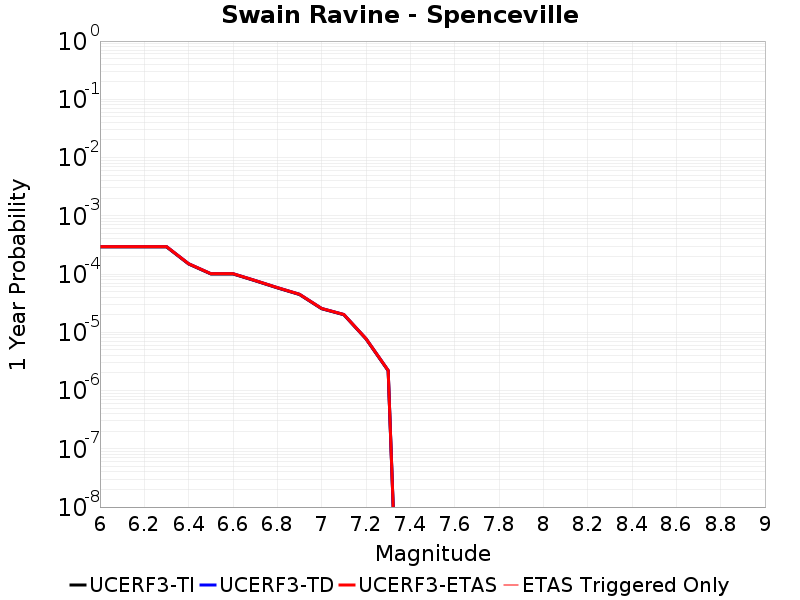 Swain Ravine - Spenceville
10^0
10^-1
10^-2
10^-3
10^-4
10^-5
10^-6
10^-7
10^-8
1 Year Probability
6 6.2 6.4 6.6 6.8 7 7.2 7.4 7.6 7.8 8 8.2 8.4 8.6 8.8 9
Magnitude
UCERF3-TI UCERF3-TD UCERF3-ETAS ETAS Triggered Only